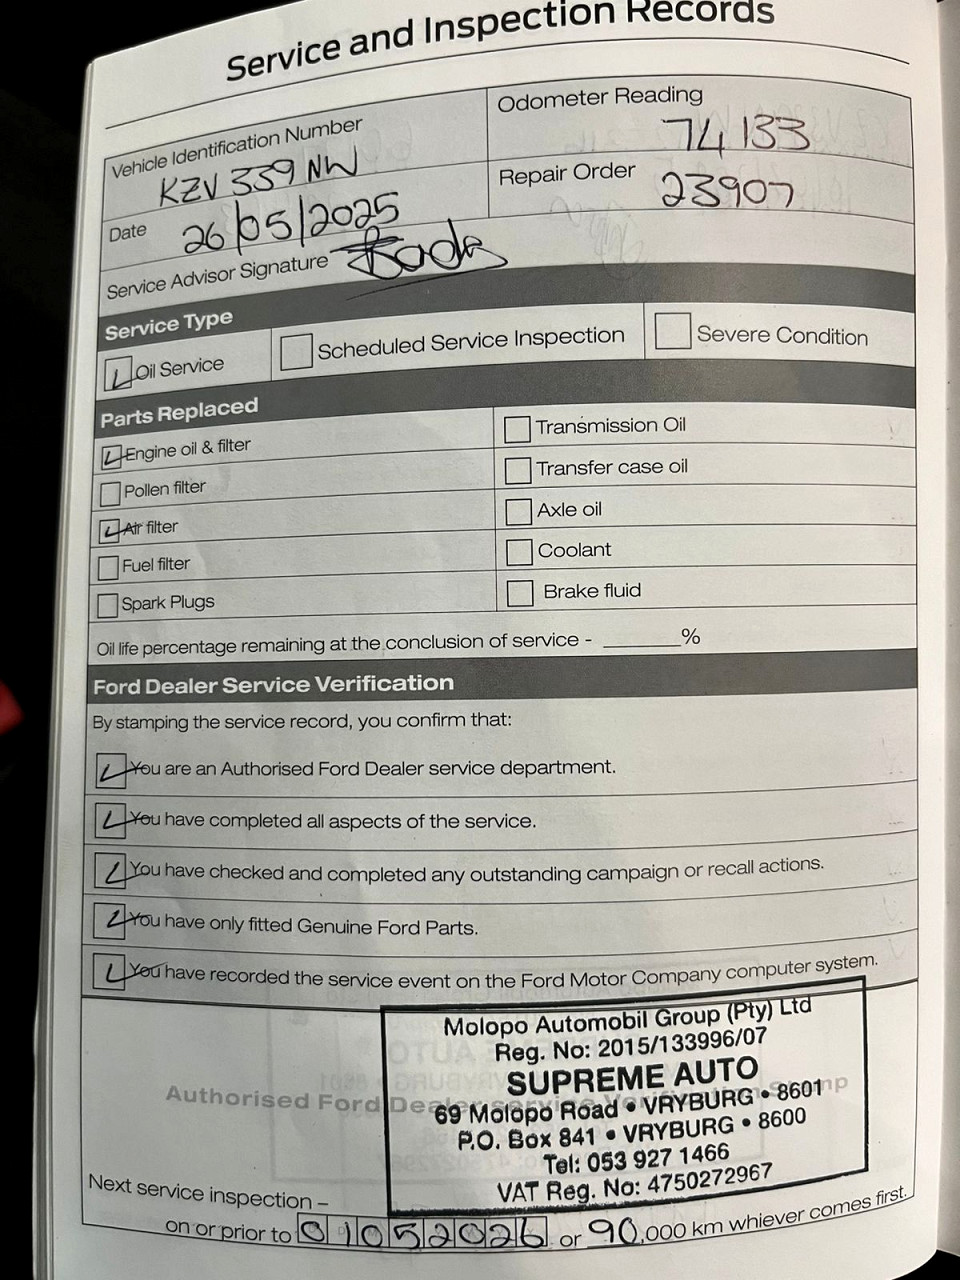 Service and Inspection Records
Vehicle Identification Number
KZV 339 NW
Odometer Reading
74 133
Date 26/05/2025
Repair Order 23907
Service Advisor Signature
Service Type
Oil Service
Scheduled Service Inspection
Severe Condition
Parts Replaced
Engine oil & filter
Transmission Oil
Pollen filter
Transfer case oil
Air filter
Axle oil
Fuel filter
Coolant
Spark Plugs
Brake fluid
Oil life percentage remaining at the conclusion of service - ______%
Ford Dealer Service Verification
By stamping the service record, you confirm that:
You are an Authorised Ford Dealer service department.
You have completed all aspects of the service.
You have checked and completed any outstanding campaign or recall actions.
You have only fitted Genuine Ford Parts.
You have recorded the service event on the Ford Motor Company computer system.
Molopo Automobil Group (Pty) Ltd
Reg. No: 2015/133996/07
SUPREME AUTO
Authorised Ford Dealer
69 Molopo Road • VRYBURG • 8601
P.O. Box 841 • VRYBURG • 8600
Tel: 053 927 1466
VAT Reg. No: 4750272967
Next service inspection –
on or prior to 01052026 or 90,000 km whiever comes first.